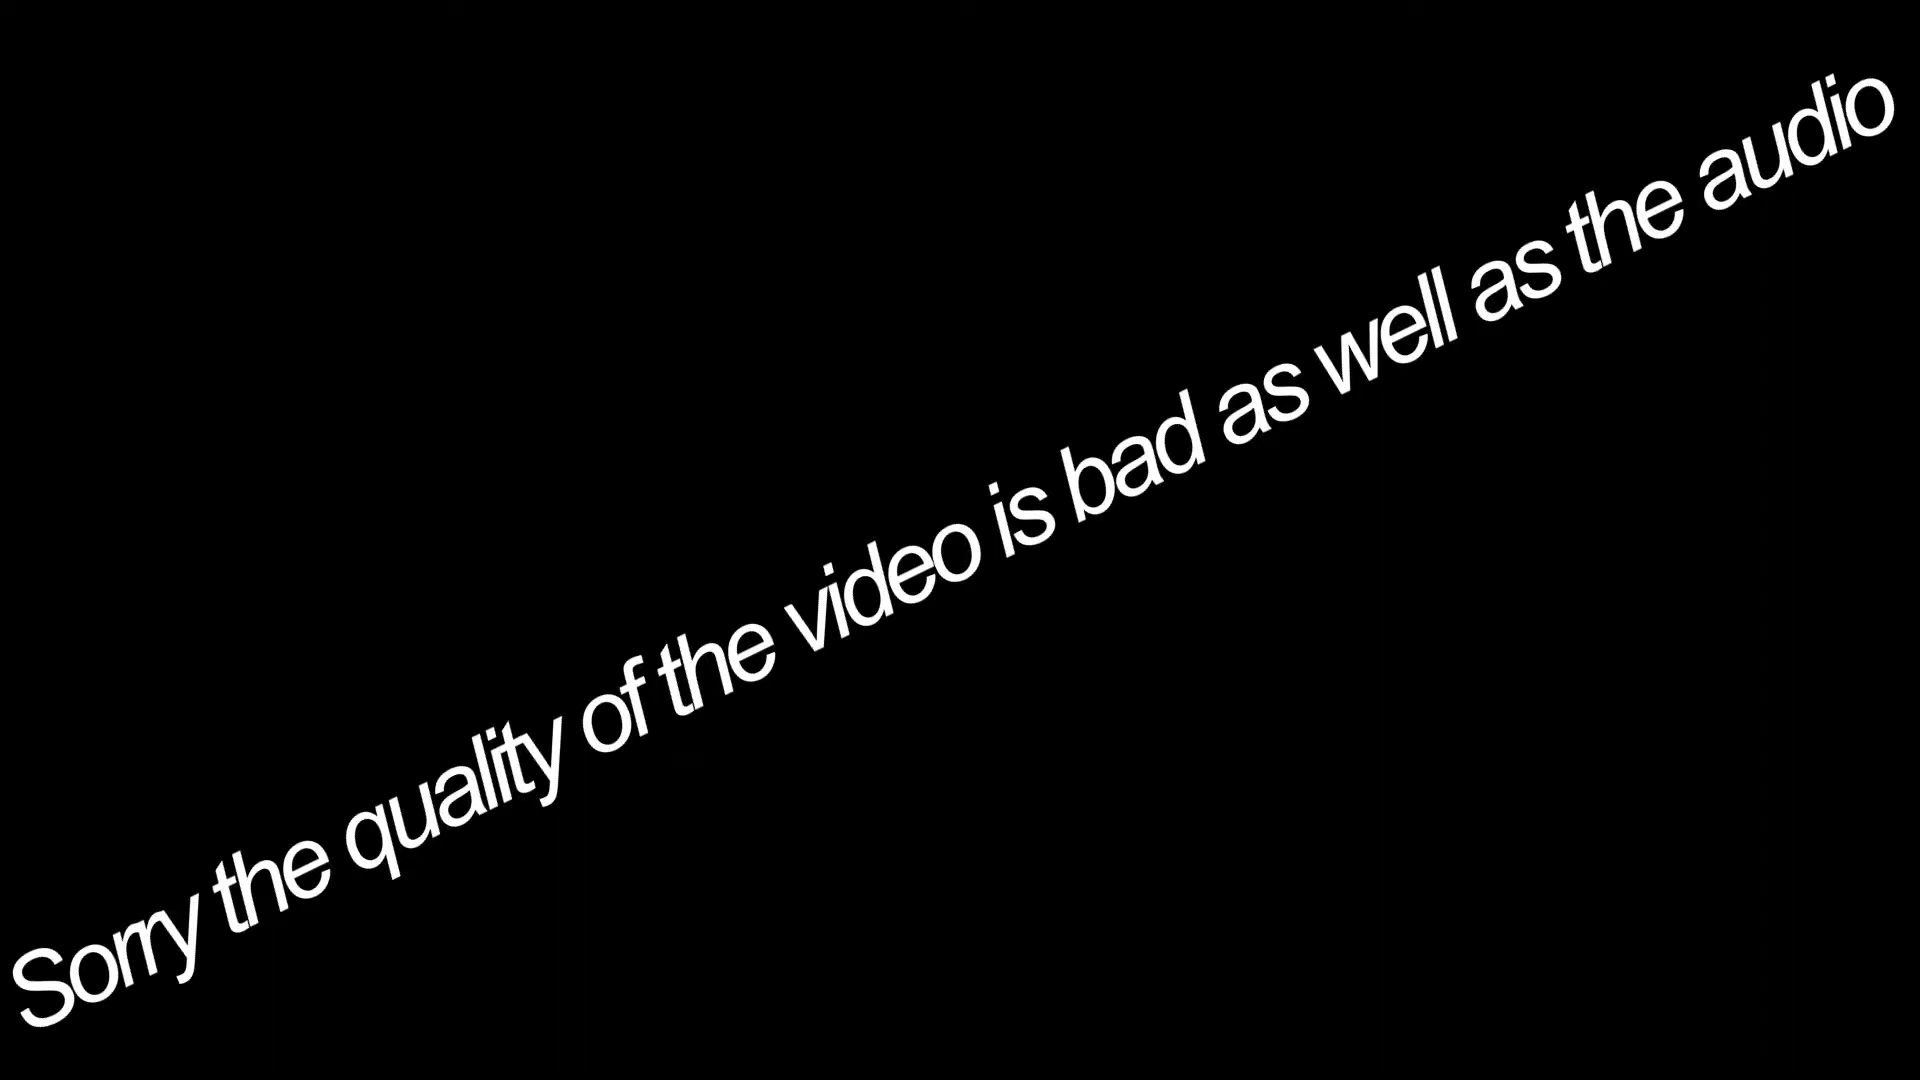 Sorry the quality of the video is bad as well as the audio